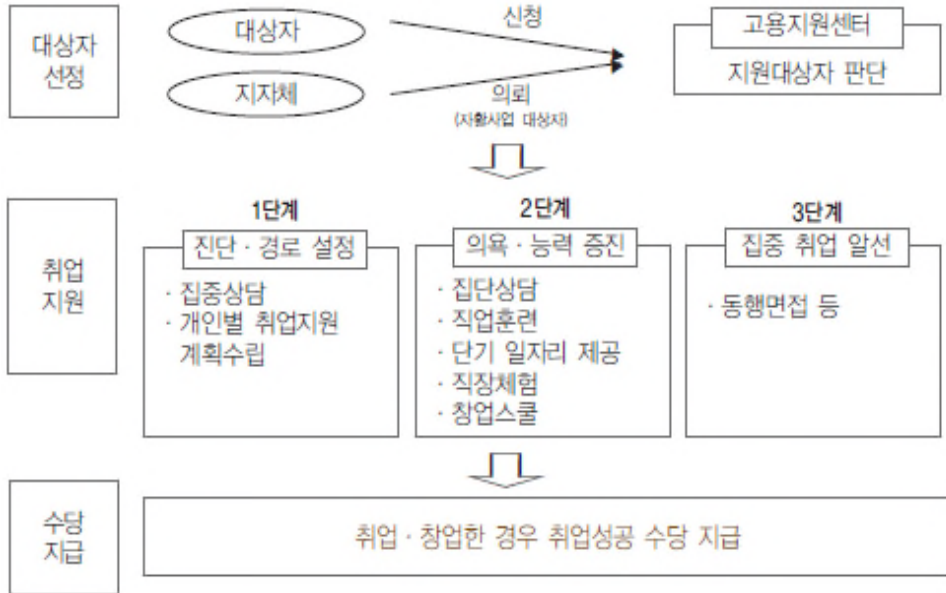 대상자
선정
대상자
지자체
신청
의뢰
(자활사업 대상자)
고용지원센터
지원대상자 판단
취업
지원
1단계
진단 · 경로 설정
· 집중상담
· 개인별 취업지원
계획수립
2단계
의욕 · 능력 증진
· 집단상담
· 직업훈련
· 단기 일자리 제공
· 직장체험
· 창업스쿨
3단계
집중 취업 알선
· 동행면접 등
수당
지급
취업 · 창업한 경우 취업성공 수당 지급